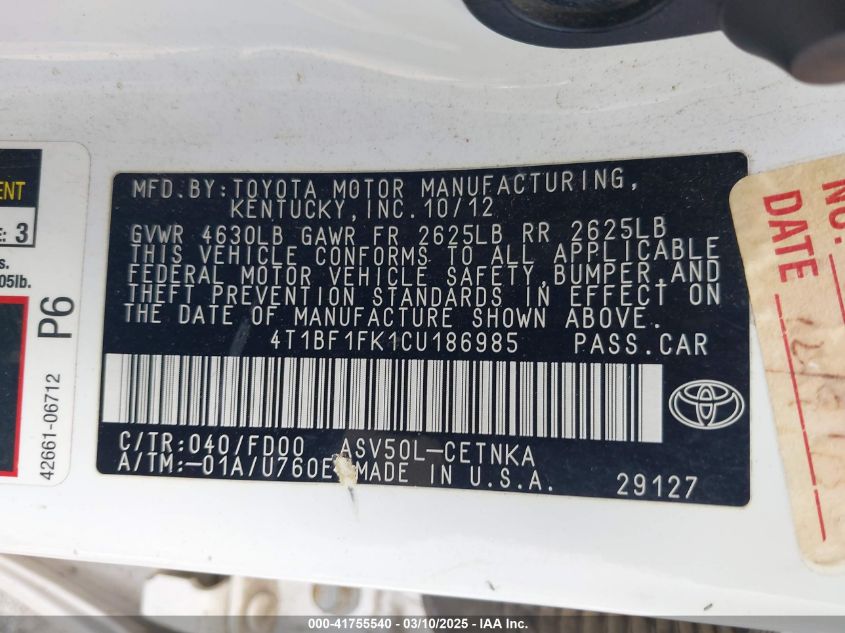 MFD. BY: TOYOTA MOTOR MANUFACTURING,
KENTUCKY, INC. 10/12
GVWR 4630LB GAWR FR 2625LB RR 2625LB
THIS VEHICLE CONFORMS TO ALL APPLICABLE
FEDERAL MOTOR VEHICLE SAFETY, BUMPER, AND
THEFT PREVENTION STANDARDS IN EFFECT ON
THE DATE OF MANUFACTURE SHOWN ABOVE.
4T1BF1FK1CU186985 PASS. CAR
C/TR: 040/FD00 ASV50L-CETNKA
A/TM: -01A/U760E MADE IN U.S.A.
29127
3
05lb.
P6
42661-06712
NO.
DATE
000-41755540 - 03/10/2025 - IAA Inc.